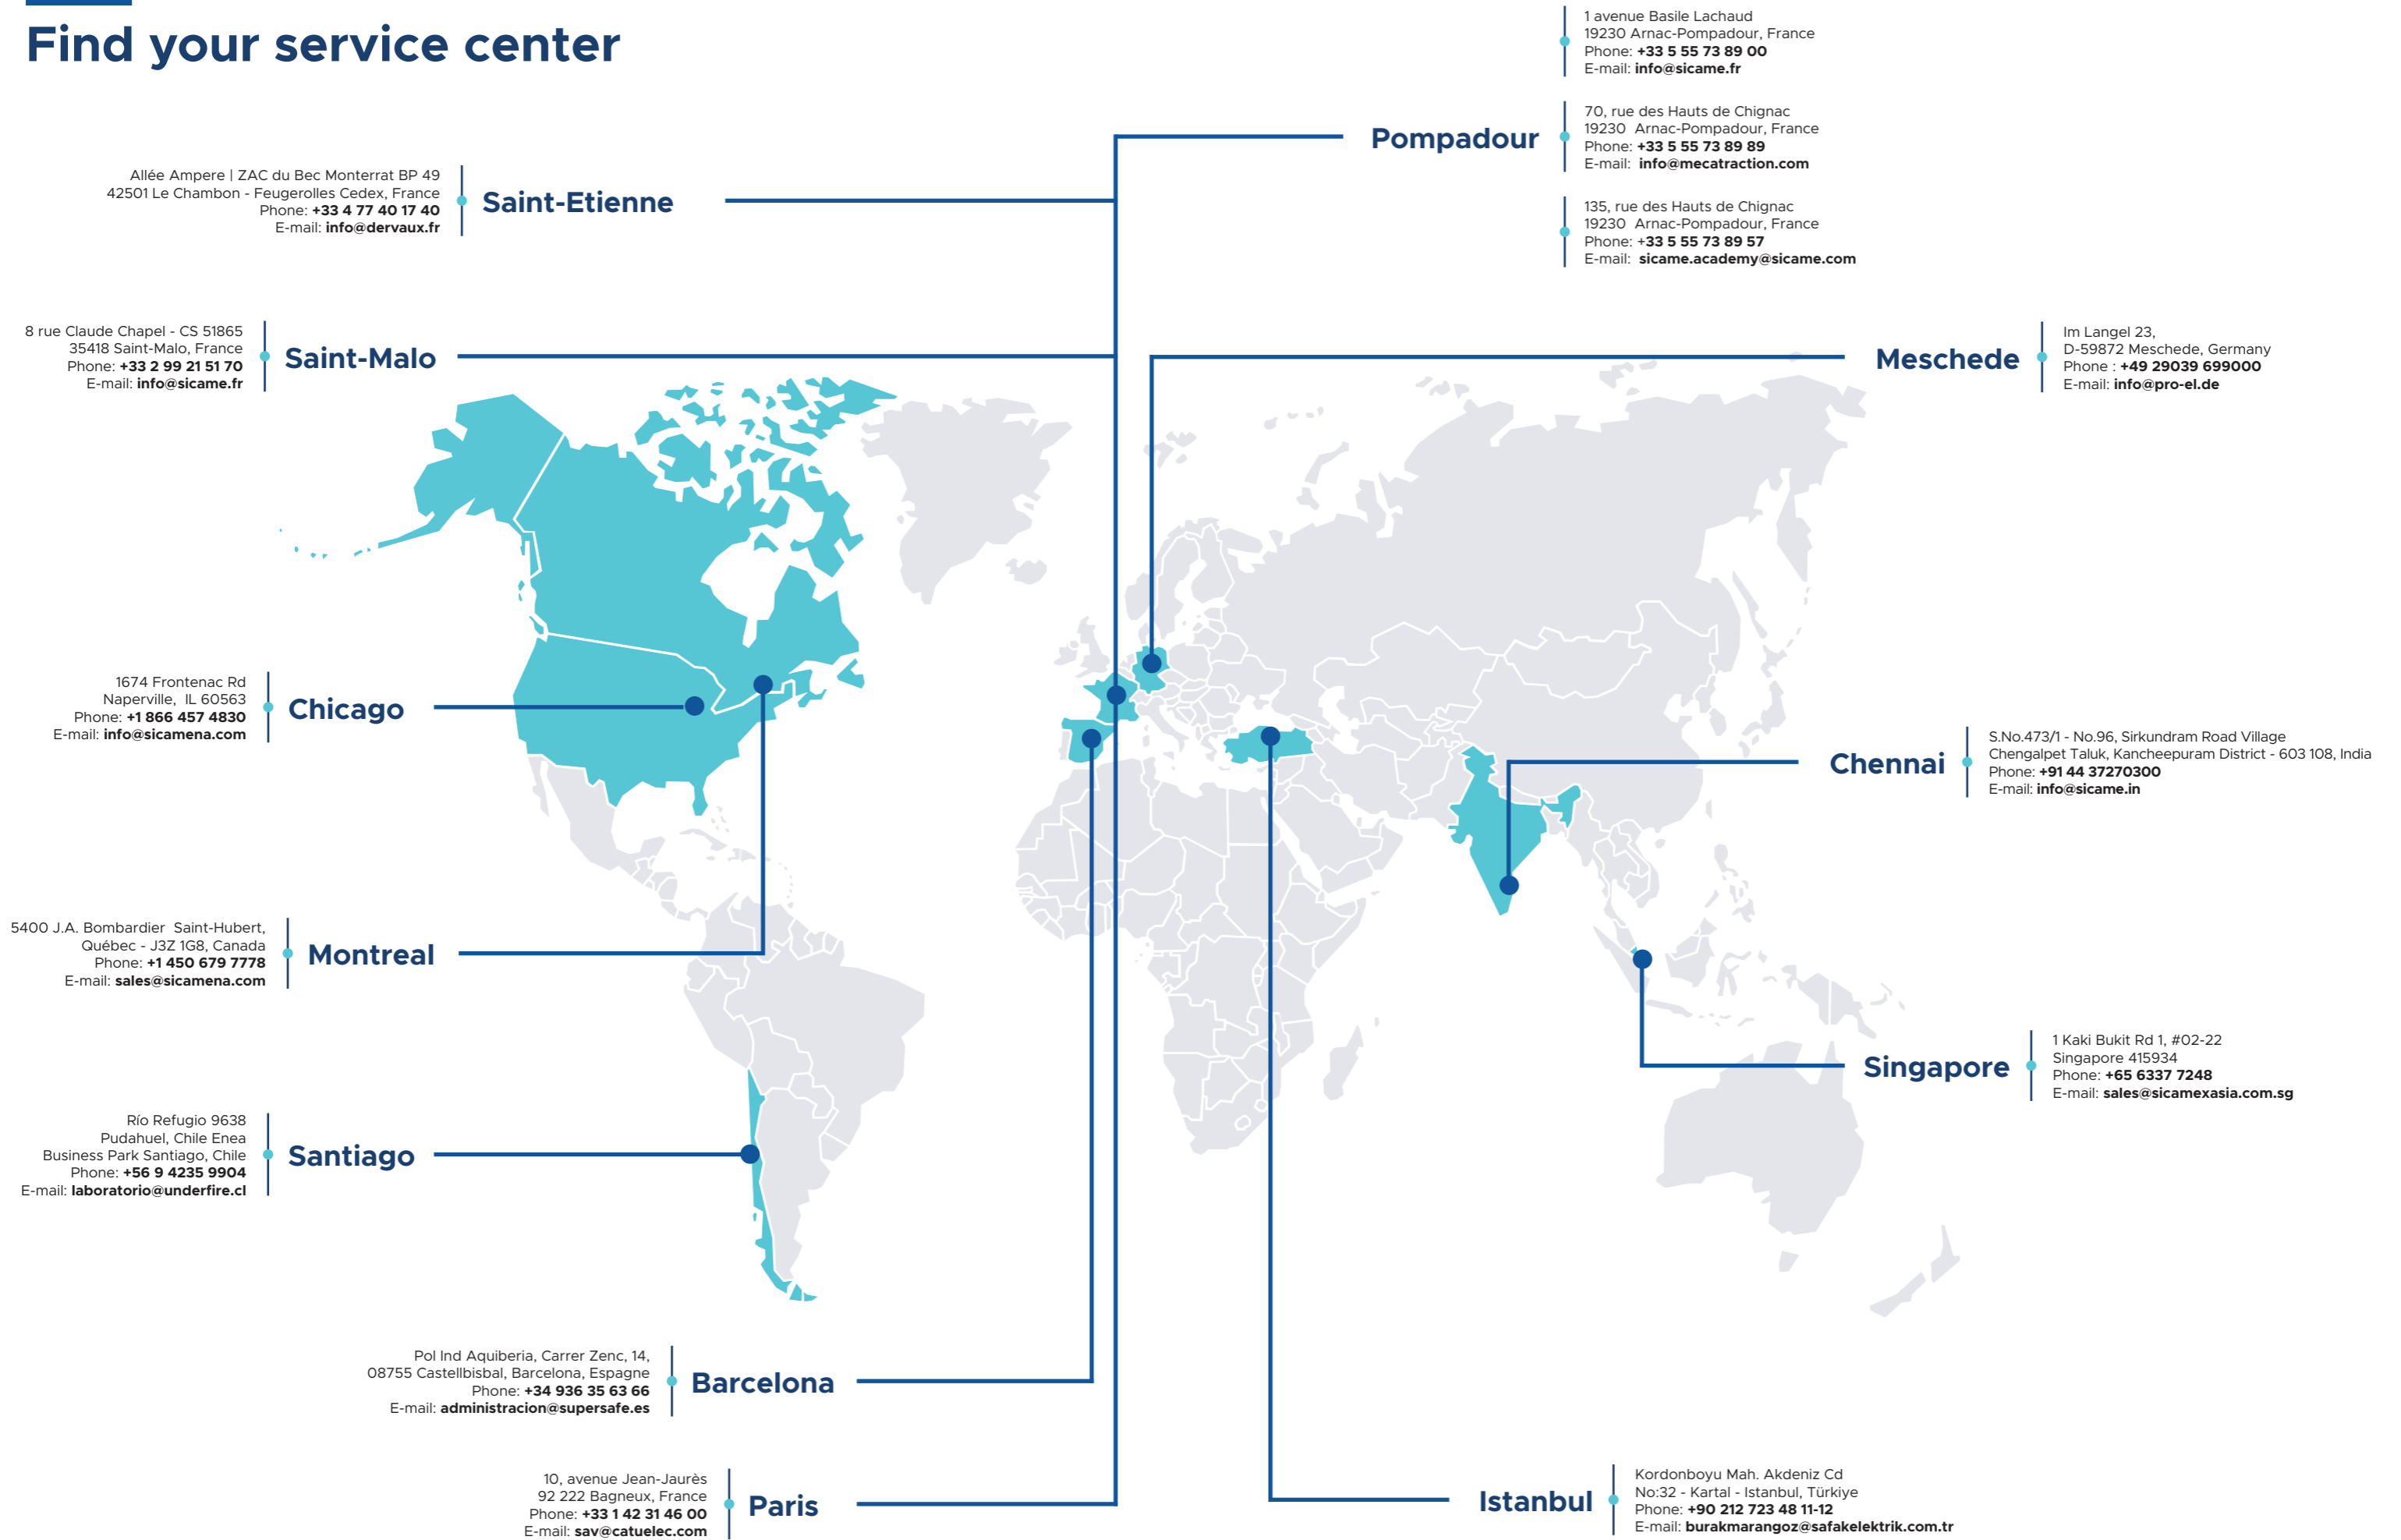 Find your service center
1 avenue Basile Lachaud
19230 Arnac-Pompadour, France
Phone: +33 5 55 73 89 00
E-mail: info@sicame.fr
Pompadour
70, rue des Hauts de Chignac
19230 Arnac-Pompadour, France
Phone: +33 5 55 73 89 89
E-mail: info@mecatraction.com
135, rue des Hauts de Chignac
19230 Arnac-Pompadour, France
Phone: +33 5 55 73 89 57
E-mail: sicame.academy@sicame.com
Allée Ampere | ZAC du Bec Monterrat BP 49
42501 Le Chambon - Feugerolles Cedex, France
Phone: +33 4 77 40 17 40
E-mail: info@dervaux.fr
Saint-Etienne
8 rue Claude Chapel - CS 51865
35418 Saint-Malo, France
Phone: +33 2 99 21 51 70
E-mail: info@sicame.fr
Saint-Malo
Meschede
Im Langel 23,
D-59872 Meschede, Germany
Phone : +49 29039 699000
E-mail: info@pro-el.de
1674 Frontenac Rd
Naperville, IL 60563
Phone: +1 866 457 4830
E-mail: info@sicamena.com
Chicago
Chennai
S.No.473/1 - No.96, Sirkundram Road Village
Chengalpet Taluk, Kancheepuram District - 603 108, India
Phone: +91 44 37270300
E-mail: info@sicame.in
5400 J.A. Bombardier Saint-Hubert,
Québec - J3Z 1G8, Canada
Phone: +1 450 679 7778
E-mail: sales@sicamena.com
Montreal
Singapore
1 Kaki Bukit Rd 1, #02-22
Singapore 415934
Phone: +65 6337 7248
E-mail: sales@sicamexasia.com.sg
Río Refugio 9638
Pudahuel, Chile Enea
Business Park Santiago, Chile
Phone: +56 9 4235 9904
E-mail: laboratorio@underfire.cl
Santiago
Pol Ind Aquiberia, Carrer Zenc, 14,
08755 Castellbisbal, Barcelona, Espagne
Phone: +34 936 35 63 66
E-mail: administracion@supersafe.es
Barcelona
10, avenue Jean-Jaurès
92 222 Bagneux, France
Phone: +33 1 42 31 46 00
E-mail: sav@catuelec.com
Paris
Istanbul
Kordonboyu Mah. Akdeniz Cd
No:32 - Kartal - Istanbul, Türkiye
Phone: +90 212 723 48 11-12
E-mail: burakmarangoz@safakelektrik.com.tr